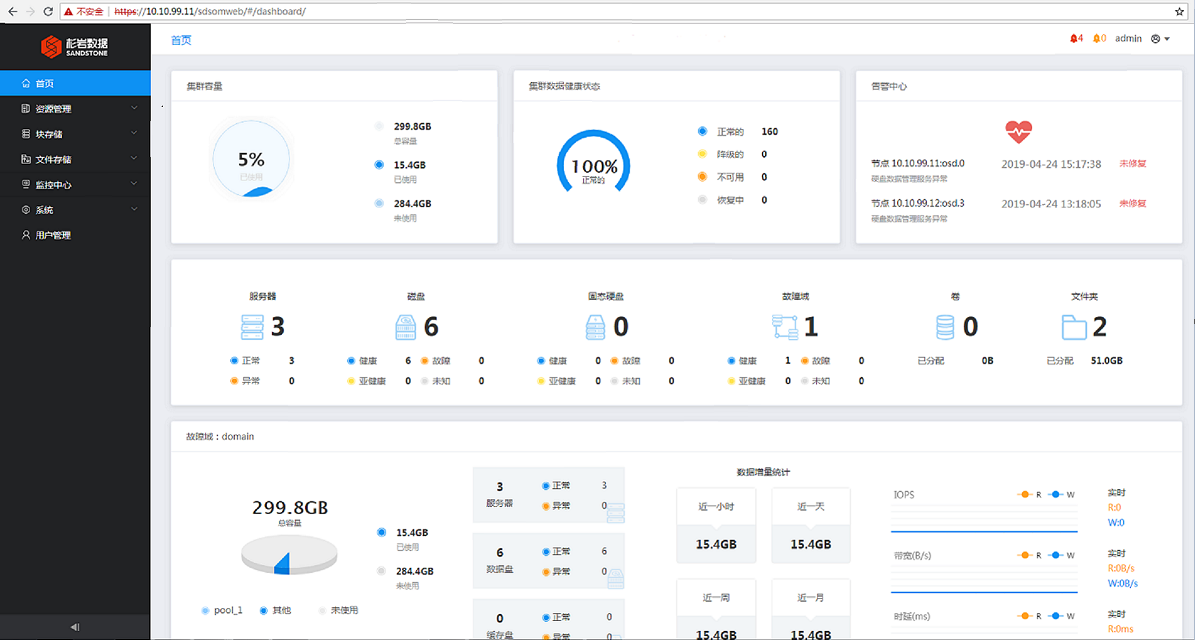 不安全 https://10.10.99.11/sdsomweb/#/dashboard/
杉岩数据
SANDSTONE
首页
资源管理
块存储
文件存储
监控中心
系统
用户管理
首页
4 0 admin
集群容量
5%
已使用
299.8GB
总容量
15.4GB
已使用
284.4GB
未使用
集群数据健康状态
100%
正常的
正常的 160
降级的 0
不可用 0
恢复中 0
告警中心
节点 10.10.99.11:osd.0 2019-04-24 15:17:38 未修复
硬盘数据管理服务异常
节点 10.10.99.12:osd.3 2019-04-24 13:18:05 未修复
硬盘数据管理服务异常
服务器
3
正常 3
异常 0
磁盘
6
健康 6 故障 0
亚健康 0 未知 0
固态硬盘
0
健康 0 故障 0
亚健康 0 未知 0
故障域
1
健康 1 故障 0
亚健康 0 未知 0
卷
0
已分配 0B
文件夹
2
已分配 51.0GB
故障域：domain
299.8GB
总容量
15.4GB
已使用
284.4GB
未使用
pool_1 其他 未使用
3 正常 3
服务器 异常 0
6 正常 6
数据盘 异常 0
0 正常 0
缓存盘 异常 0
数据增量统计
近一小时 近一天
15.4GB 15.4GB
近一周 近一月
15.4GB 15.4GB
IOPS R W 实时
R:0
W:0
带宽(B/s) R W 实时
R:0B/s
W:0B/s
时延(ms) R W 实时
R:0ms